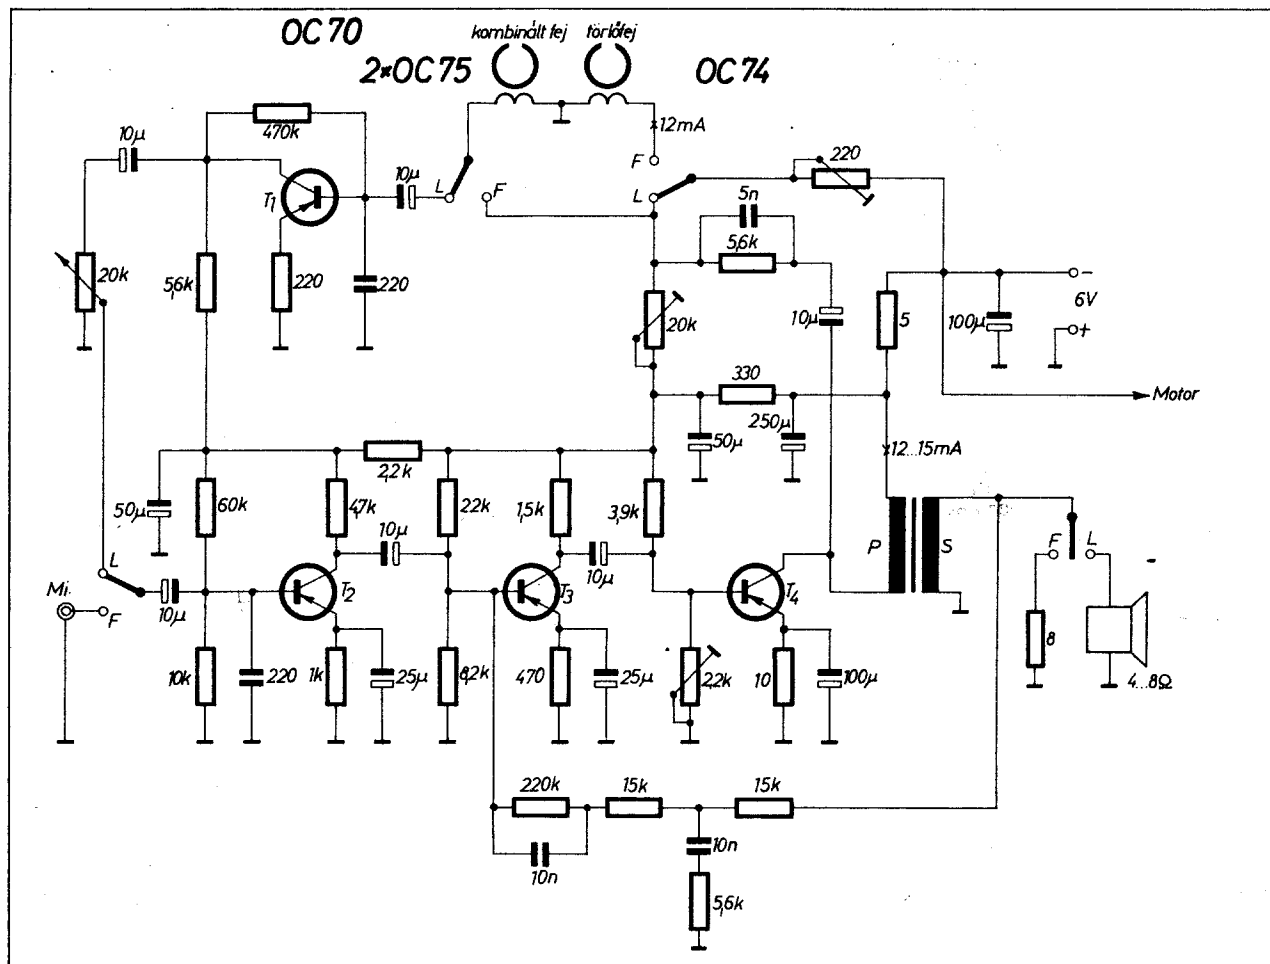 OC70
kombinált fej
törlőfej
2×OC75
OC74
12mA
470k
10μ
F
220
T1
10μ
L
F
L
5n
5,6k
20k
5,6k
220
220
20k
10μ
5
100μ
−
6V
+
330
Motor
50μ
250μ
12...15mA
2,2k
50μ
60k
4,7k
22k
1,5k
3,9k
10μ
10μ
P
S
F
L
L
Mi.
F
10μ
T2
T3
T4
10k
220
1k
25μ
8,2k
470
25μ
2,2k
10
100μ
8
4...8Ω
220k
15k
15k
10n
10n
5,6k